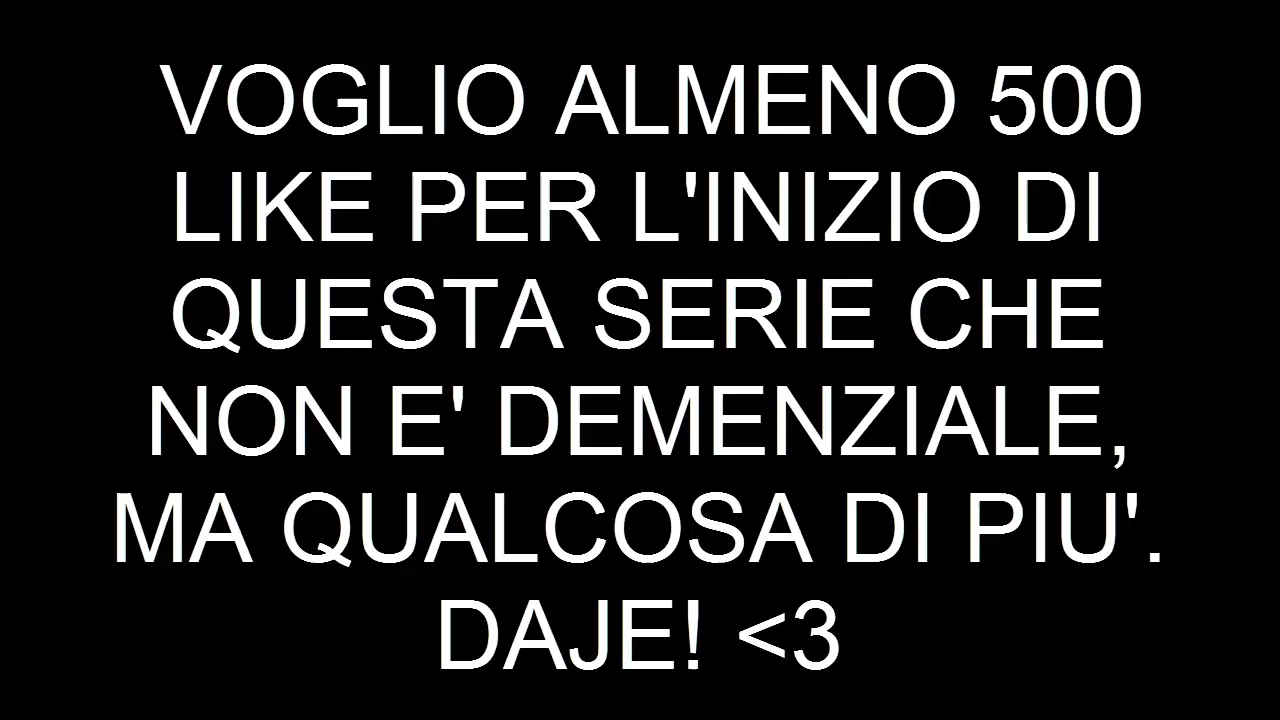 VOGLIO ALMENO 500
LIKE PER L'INIZIO DI
QUESTA SERIE CHE
NON E' DEMENZIALE,
MA QUALCOSA DI PIU'.
DAJE! <3